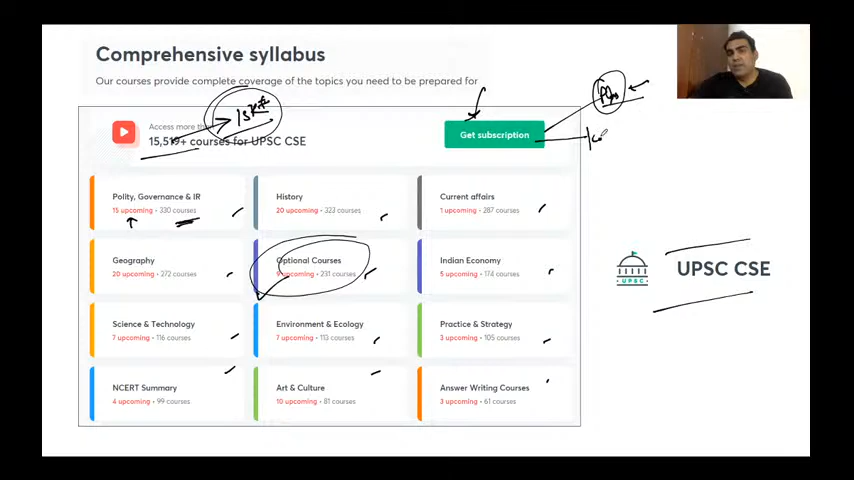 Comprehensive syllabus
Our courses provide complete coverage of the topics you need to be prepared for
Access more than
15,519+ courses for UPSC CSE
Get subscription
Plus
Polity, Governance & IR
15 upcoming • 330 courses
History
20 upcoming • 323 courses
Current affairs
1 upcoming • 287 courses
Geography
20 upcoming • 272 courses
Optional Courses
9 upcoming • 231 courses
Indian Economy
5 upcoming • 174 courses
UPSC
UPSC CSE
Science & Technology
7 upcoming • 116 courses
Environment & Ecology
7 upcoming • 113 courses
Practice & Strategy
3 upcoming • 105 courses
NCERT Summary
4 upcoming • 99 courses
Art & Culture
10 upcoming • 81 courses
Answer Writing Courses
3 upcoming • 61 courses